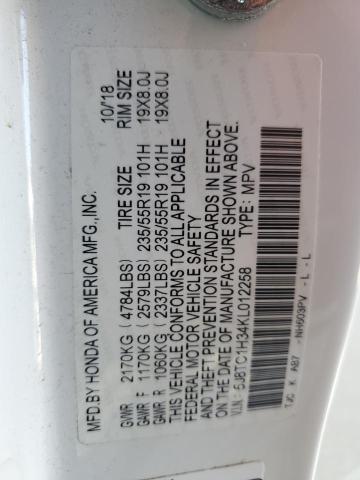 MFD. BY HONDA OF AMERICA MFG., INC. 10/18
GVWR 2170KG ( 4784LBS) TIRE SIZE RIM SIZE
GAWR F 1170KG ( 2579LBS) 235/55R19 101H 19X8.0J
GAWR R 1060KG ( 2337LBS) 235/55R19 101H 19X8.0J
THIS VEHICLE CONFORMS TO ALL APPLICABLE
FEDERAL MOTOR VEHICLE SAFETY
AND THEFT PREVENTION STANDARDS IN EFFECT
ON THE DATE OF MANUFACTURE SHOWN ABOVE.
V.I.N.: 5J8TC1H34KL012258 TYPE: MPV
TJC K A87 -NH603PV - L - L